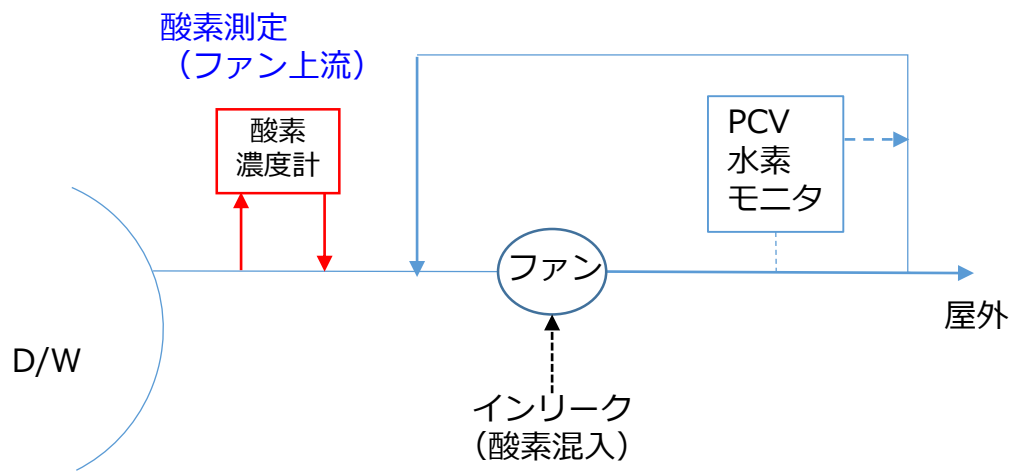 酸素測定
（ファン上流）
酸素
濃度計
PCV
水素
モニタ
ファン
屋外
D/W
インリーク
（酸素混入）